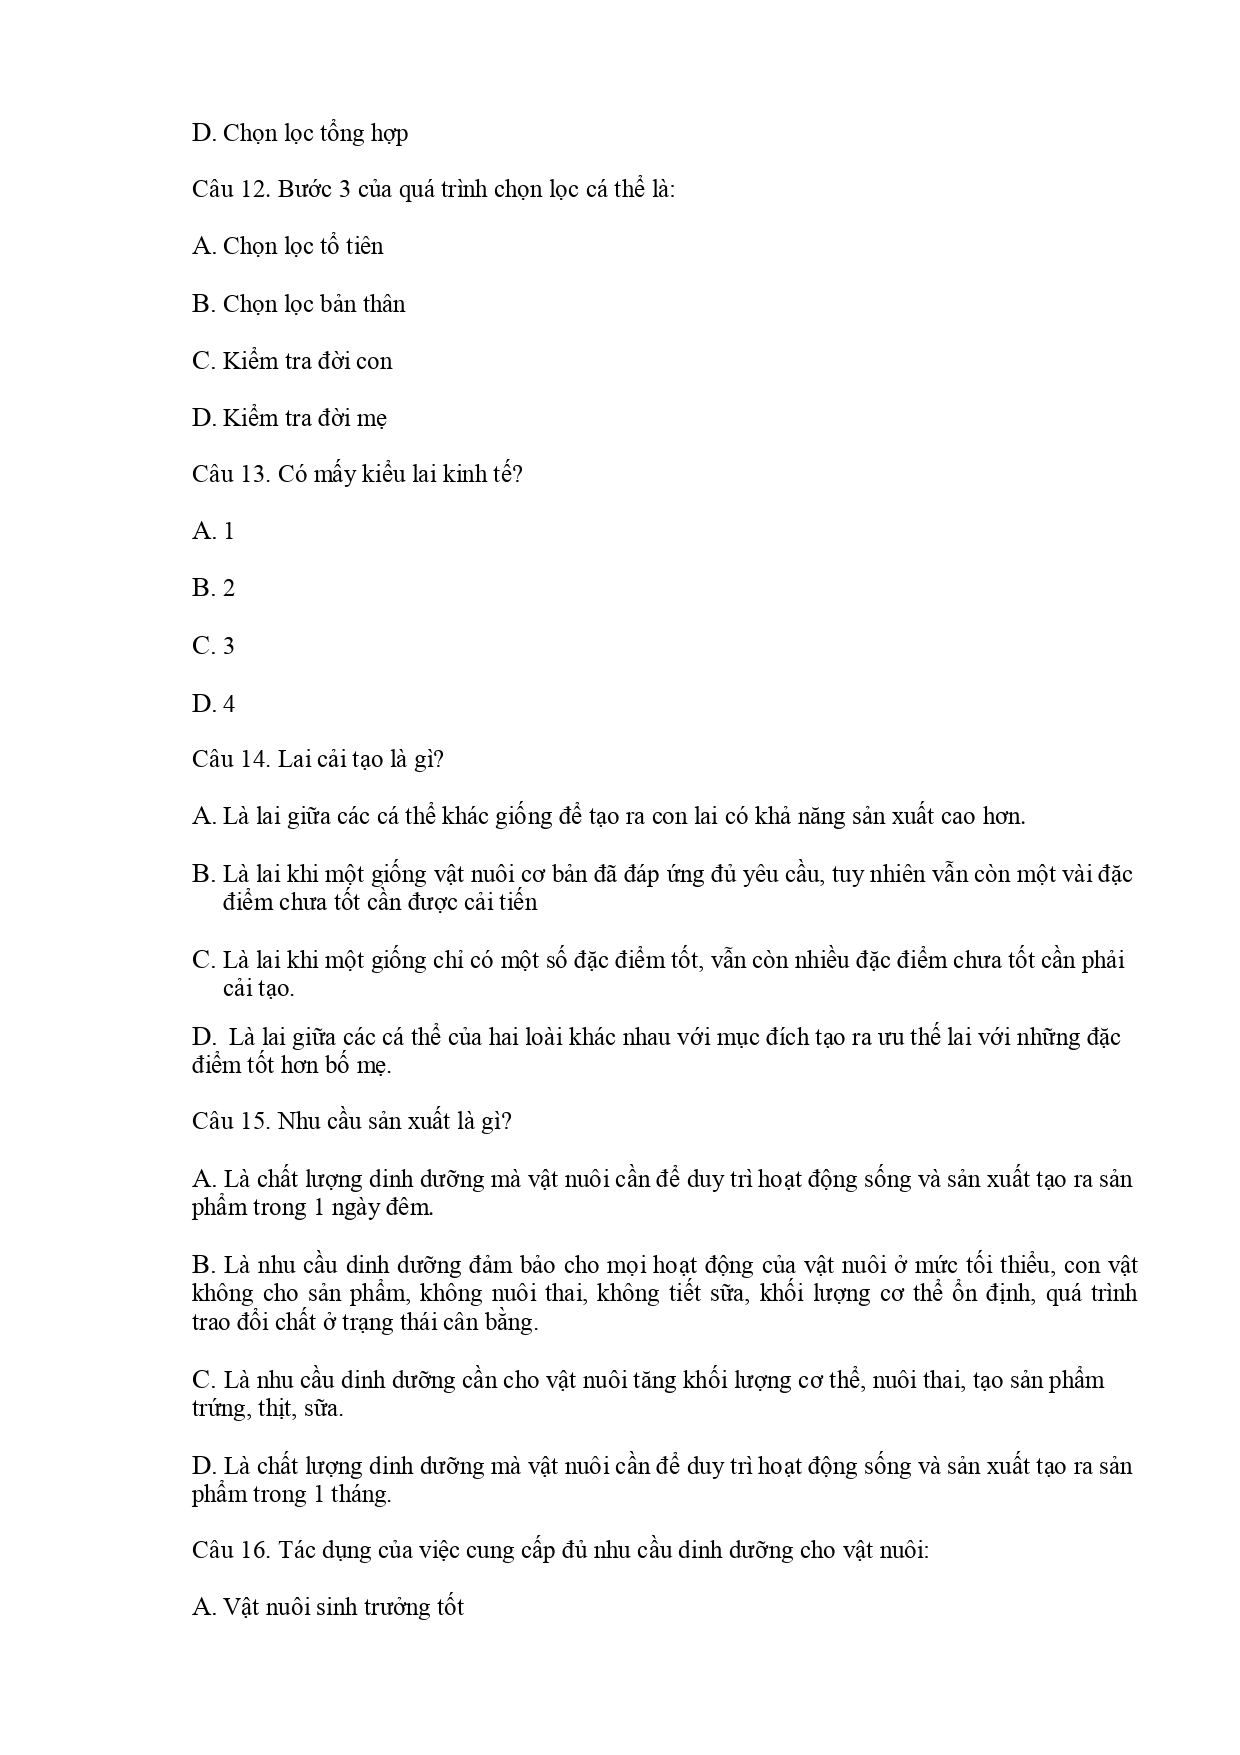 D. Chọn lọc tổng hợp
Câu 12. Bước 3 của quá trình chọn lọc cá thể là:
A. Chọn lọc tổ tiên
B. Chọn lọc bản thân
C. Kiểm tra đời con
D. Kiểm tra đời mẹ
Câu 13. Có mấy kiểu lai kinh tế?
A. 1
B. 2
C. 3
D. 4
Câu 14. Lai cải tạo là gì?
A. Là lai giữa các cá thể khác giống để tạo ra con lai có khả năng sản xuất cao hơn.
B. Là lai khi một giống vật nuôi cơ bản đã đáp ứng đủ yêu cầu, tuy nhiên vẫn còn một vài đặc
điểm chưa tốt cần được cải tiến
C. Là lai khi một giống chỉ có một số đặc điểm tốt, vẫn còn nhiều đặc điểm chưa tốt cần phải
cải tạo.
D. Là lai giữa các cá thể của hai loài khác nhau với mục đích tạo ra ưu thế lai với những đặc
điểm tốt hơn bố mẹ.
Câu 15. Nhu cầu sản xuất là gì?
A. Là chất lượng dinh dưỡng mà vật nuôi cần để duy trì hoạt động sống và sản xuất tạo ra sản
phẩm trong 1 ngày đêm.
B. Là nhu cầu dinh dưỡng đảm bảo cho mọi hoạt động của vật nuôi ở mức tối thiểu, con vật
không cho sản phẩm, không nuôi thai, không tiết sữa, khối lượng cơ thể ổn định, quá trình
trao đổi chất ở trạng thái cân bằng.
C. Là nhu cầu dinh dưỡng cần cho vật nuôi tăng khối lượng cơ thể, nuôi thai, tạo sản phẩm
trứng, thịt, sữa.
D. Là chất lượng dinh dưỡng mà vật nuôi cần để duy trì hoạt động sống và sản xuất tạo ra sản
phẩm trong 1 tháng.
Câu 16. Tác dụng của việc cung cấp đủ nhu cầu dinh dưỡng cho vật nuôi:
A. Vật nuôi sinh trưởng tốt